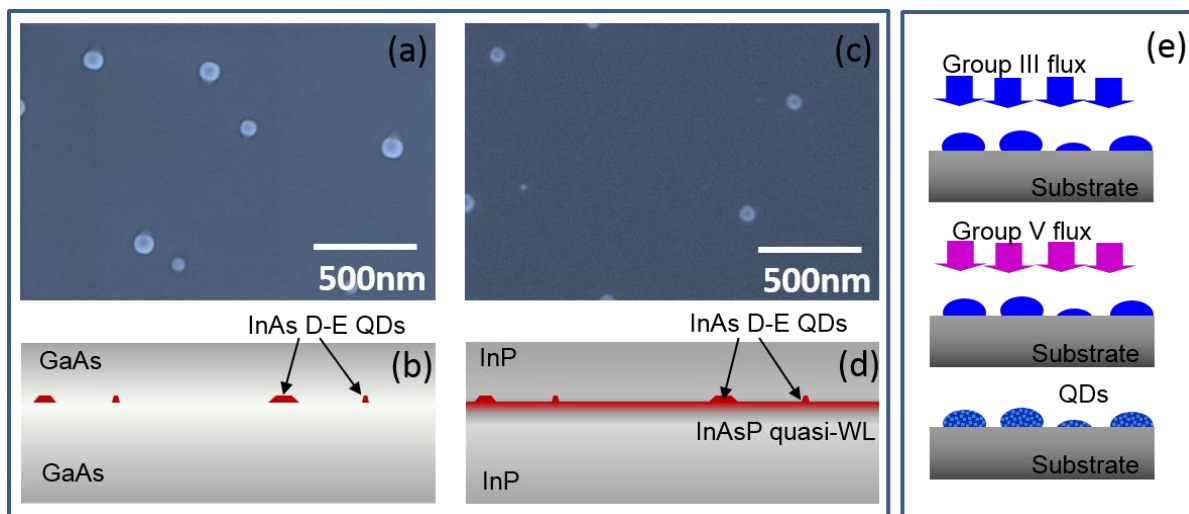 (a)
500nm
InAs D-E QDs
GaAs
(b)
GaAs
(c)
500nm
InAs D-E QDs
InP
(d)
InAsP quasi-WL
InP
(e)
Group III flux
Substrate
Group V flux
Substrate
QDs
Substrate